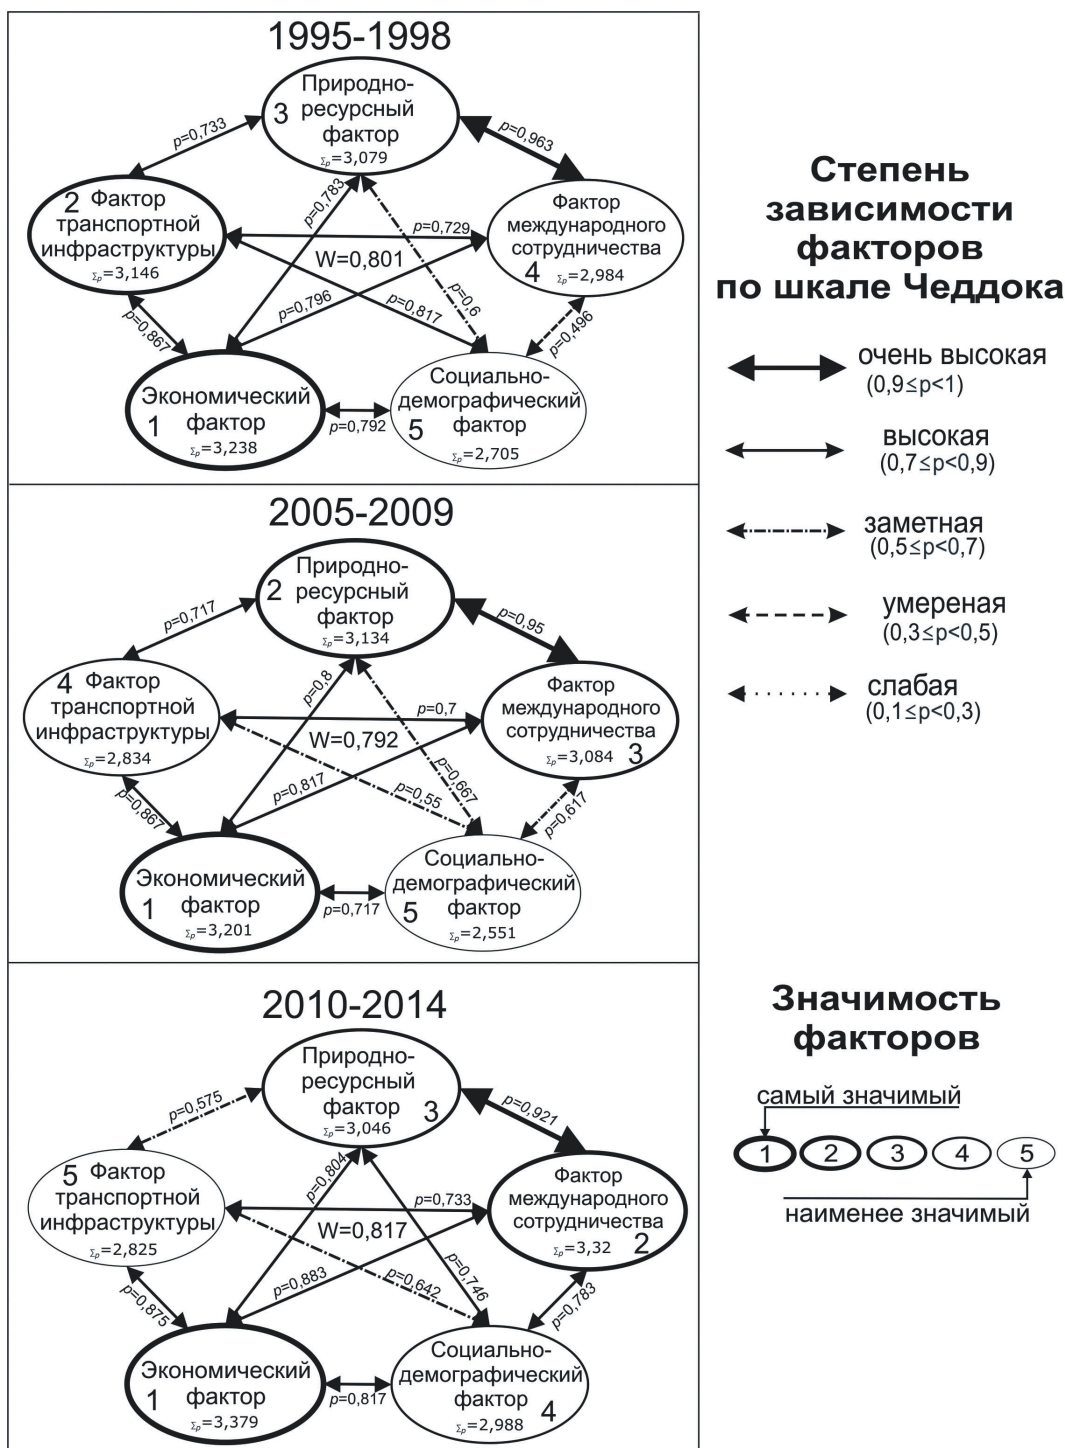 1995-1998
Природно-
ресурсный
3
фактор
Σp=3,079
p=0,733
p=0,963
2 Фактор
транспортной
инфраструктуры
Σp=3,146
Фактор
международного
сотрудничества
4 Σp=2,984
p=0,783
p=0,729
W=0,801
p=0,6
p=0,796
p=0,817
p=0,867
p=0,496
Экономический
1 фактор
Σp=3,238
p=0,792
Социально-
демографический
5 фактор
Σp=2,705
2005-2009
Природно-
2 ресурсный
фактор
Σp=3,134
p=0,717
p=0,95
4 Фактор
транспортной
инфраструктуры
Σp=2,834
Фактор
международного
сотрудничества
Σp=3,084 3
p=0,8
p=0,7
W=0,792
p=0,667
p=0,817
p=0,55
p=0,867
p=0,617
Экономический
1 фактор
Σp=3,201
p=0,717
Социально-
демографический
5 фактор
Σp=2,551
2010-2014
Природно-
ресурсный
фактор 3
Σp=3,046
p=0,575
p=0,921
5 Фактор
транспортной
инфраструктуры
Σp=2,825
Фактор
международного
сотрудничества
Σp=3,32 2
p=0,804
p=0,733
W=0,817
p=0,746
p=0,883
p=0,642
p=0,875
p=0,783
Экономический
1 фактор
Σp=3,379
p=0,817
Социально-
демографический
фактор 4
Σp=2,988
Степень
зависимости
факторов
по шкале Чеддока
очень высокая
(0,9≤p<1)
высокая
(0,7≤p<0,9)
заметная
(0,5≤p<0,7)
умереная
(0,3≤p<0,5)
слабая
(0,1≤p<0,3)
Значимость
факторов
самый значимый
1 2 3 4 5
наименее значимый